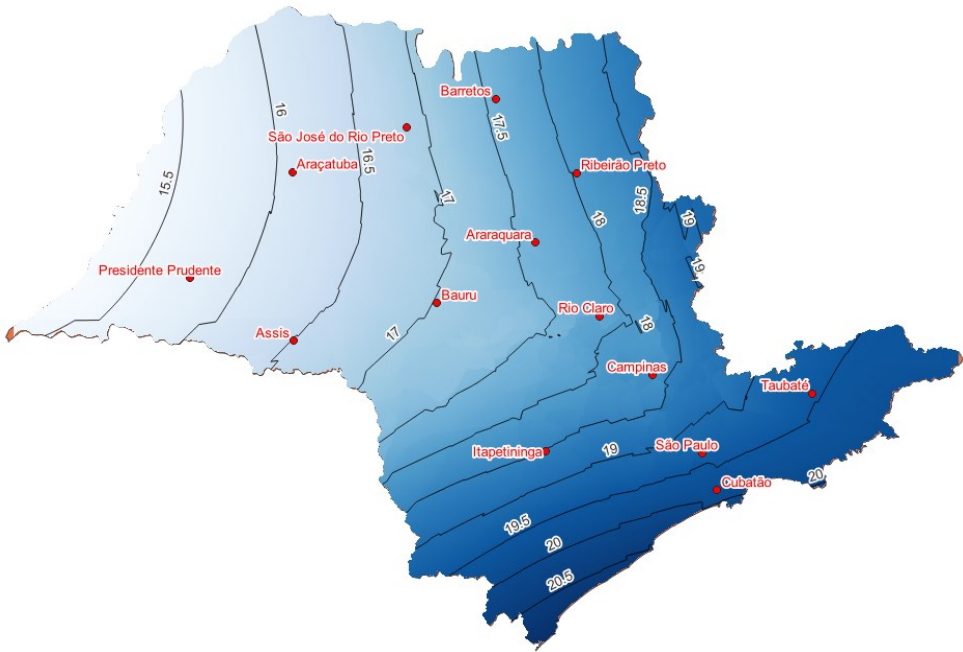 Barretos
16
17.5
São José do Rio Preto
16.5
Araçatuba
Ribeirão Preto
15.5
17
18.5
18
19
Araraquara
19
Presidente Prudente
Bauru
Rio Claro
18
17
Assis
Campinas
Taubaté
São Paulo
19
Itapetininga
20
Cubatão
19.5
20
20.5